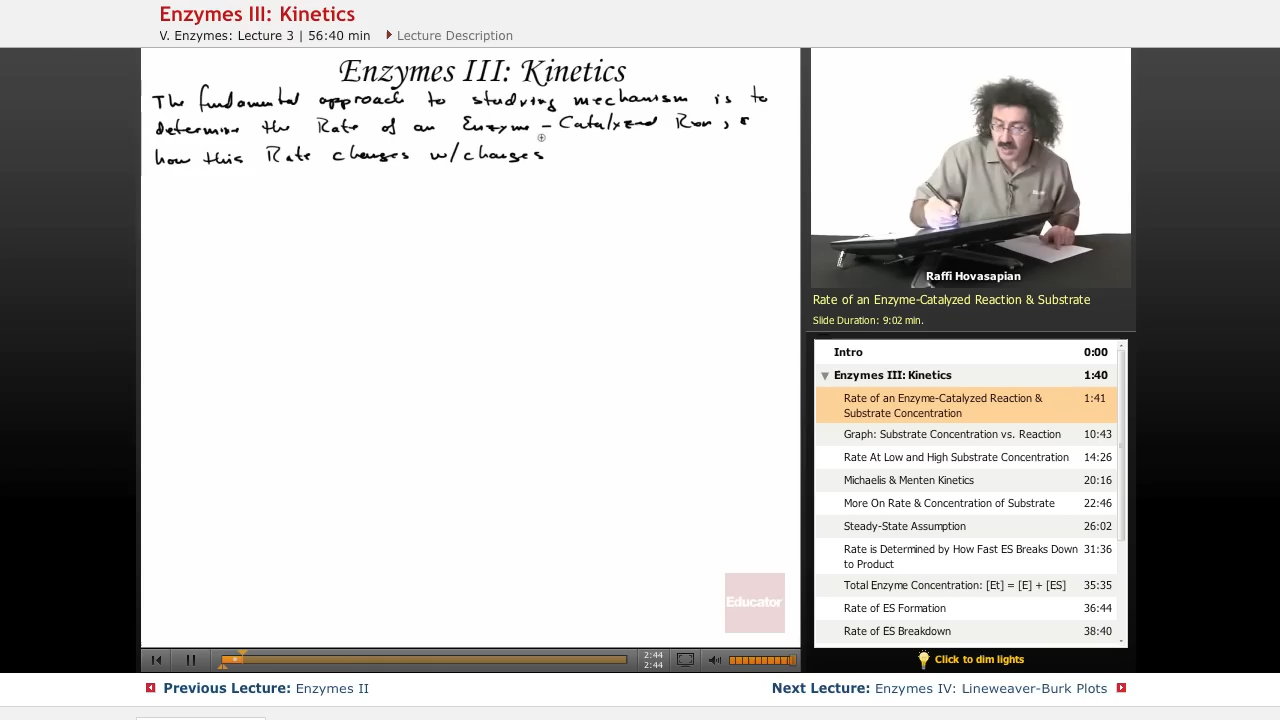 Enzymes III: Kinetics
V. Enzymes: Lecture 3 | 56:40 min
Lecture Description
Enzymes III: Kinetics
The fundamental approach to studying mechanism is to
determine the Rate of an Enzyme-Catalyzed Rxn,
how this Rate changes w/changes
Educator
2:44
2:44
Raffi Hovasapian
Rate of an Enzyme-Catalyzed Reaction & Substrate
Slide Duration: 9:02 min.
Intro 0:00
Enzymes III: Kinetics 1:40
Rate of an Enzyme-Catalyzed Reaction & 1:41
Substrate Concentration
Graph: Substrate Concentration vs. Reaction 10:43
Rate At Low and High Substrate Concentration 14:26
Michaelis & Menten Kinetics 20:16
More On Rate & Concentration of Substrate 22:46
Steady-State Assumption 26:02
Rate is Determined by How Fast ES Breaks Down 31:36
to Product
Total Enzyme Concentration: [Et] = [E] + [ES] 35:35
Rate of ES Formation 36:44
Rate of ES Breakdown 38:40
Click to dim lights
Previous Lecture: Enzymes II
Next Lecture: Enzymes IV: Lineweaver-Burk Plots